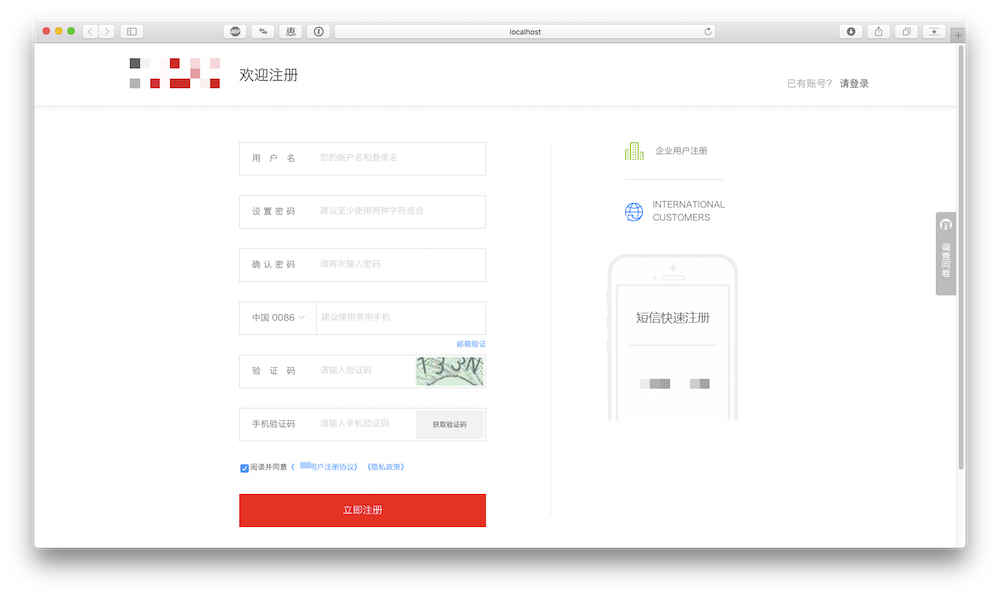 localhost
欢迎注册
已有账号? 请登录
用 户 名 您的账户名和登录名
设 置 密 码 建议至少使用两种字符组合
确 认 密 码 请再次输入密码
中国 0086 建议使用常用手机
邮箱验证
验 证 码 请输入验证码
手机验证码 请输入手机验证码 获取验证码
阅读并同意《 用户注册协议》 《隐私政策》
立即注册
企业用户注册
INTERNATIONAL
CUSTOMERS
短信快速注册
调查问卷